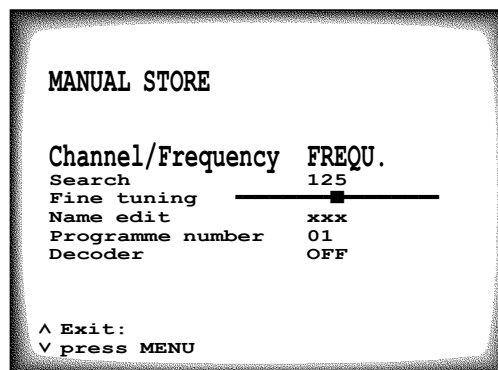 MANUAL STORE
Channel/Frequency FREQU.
Search 125
Fine tuning
Name edit xxx
Programme number 01
Decoder OFF
Exit:
press MENU